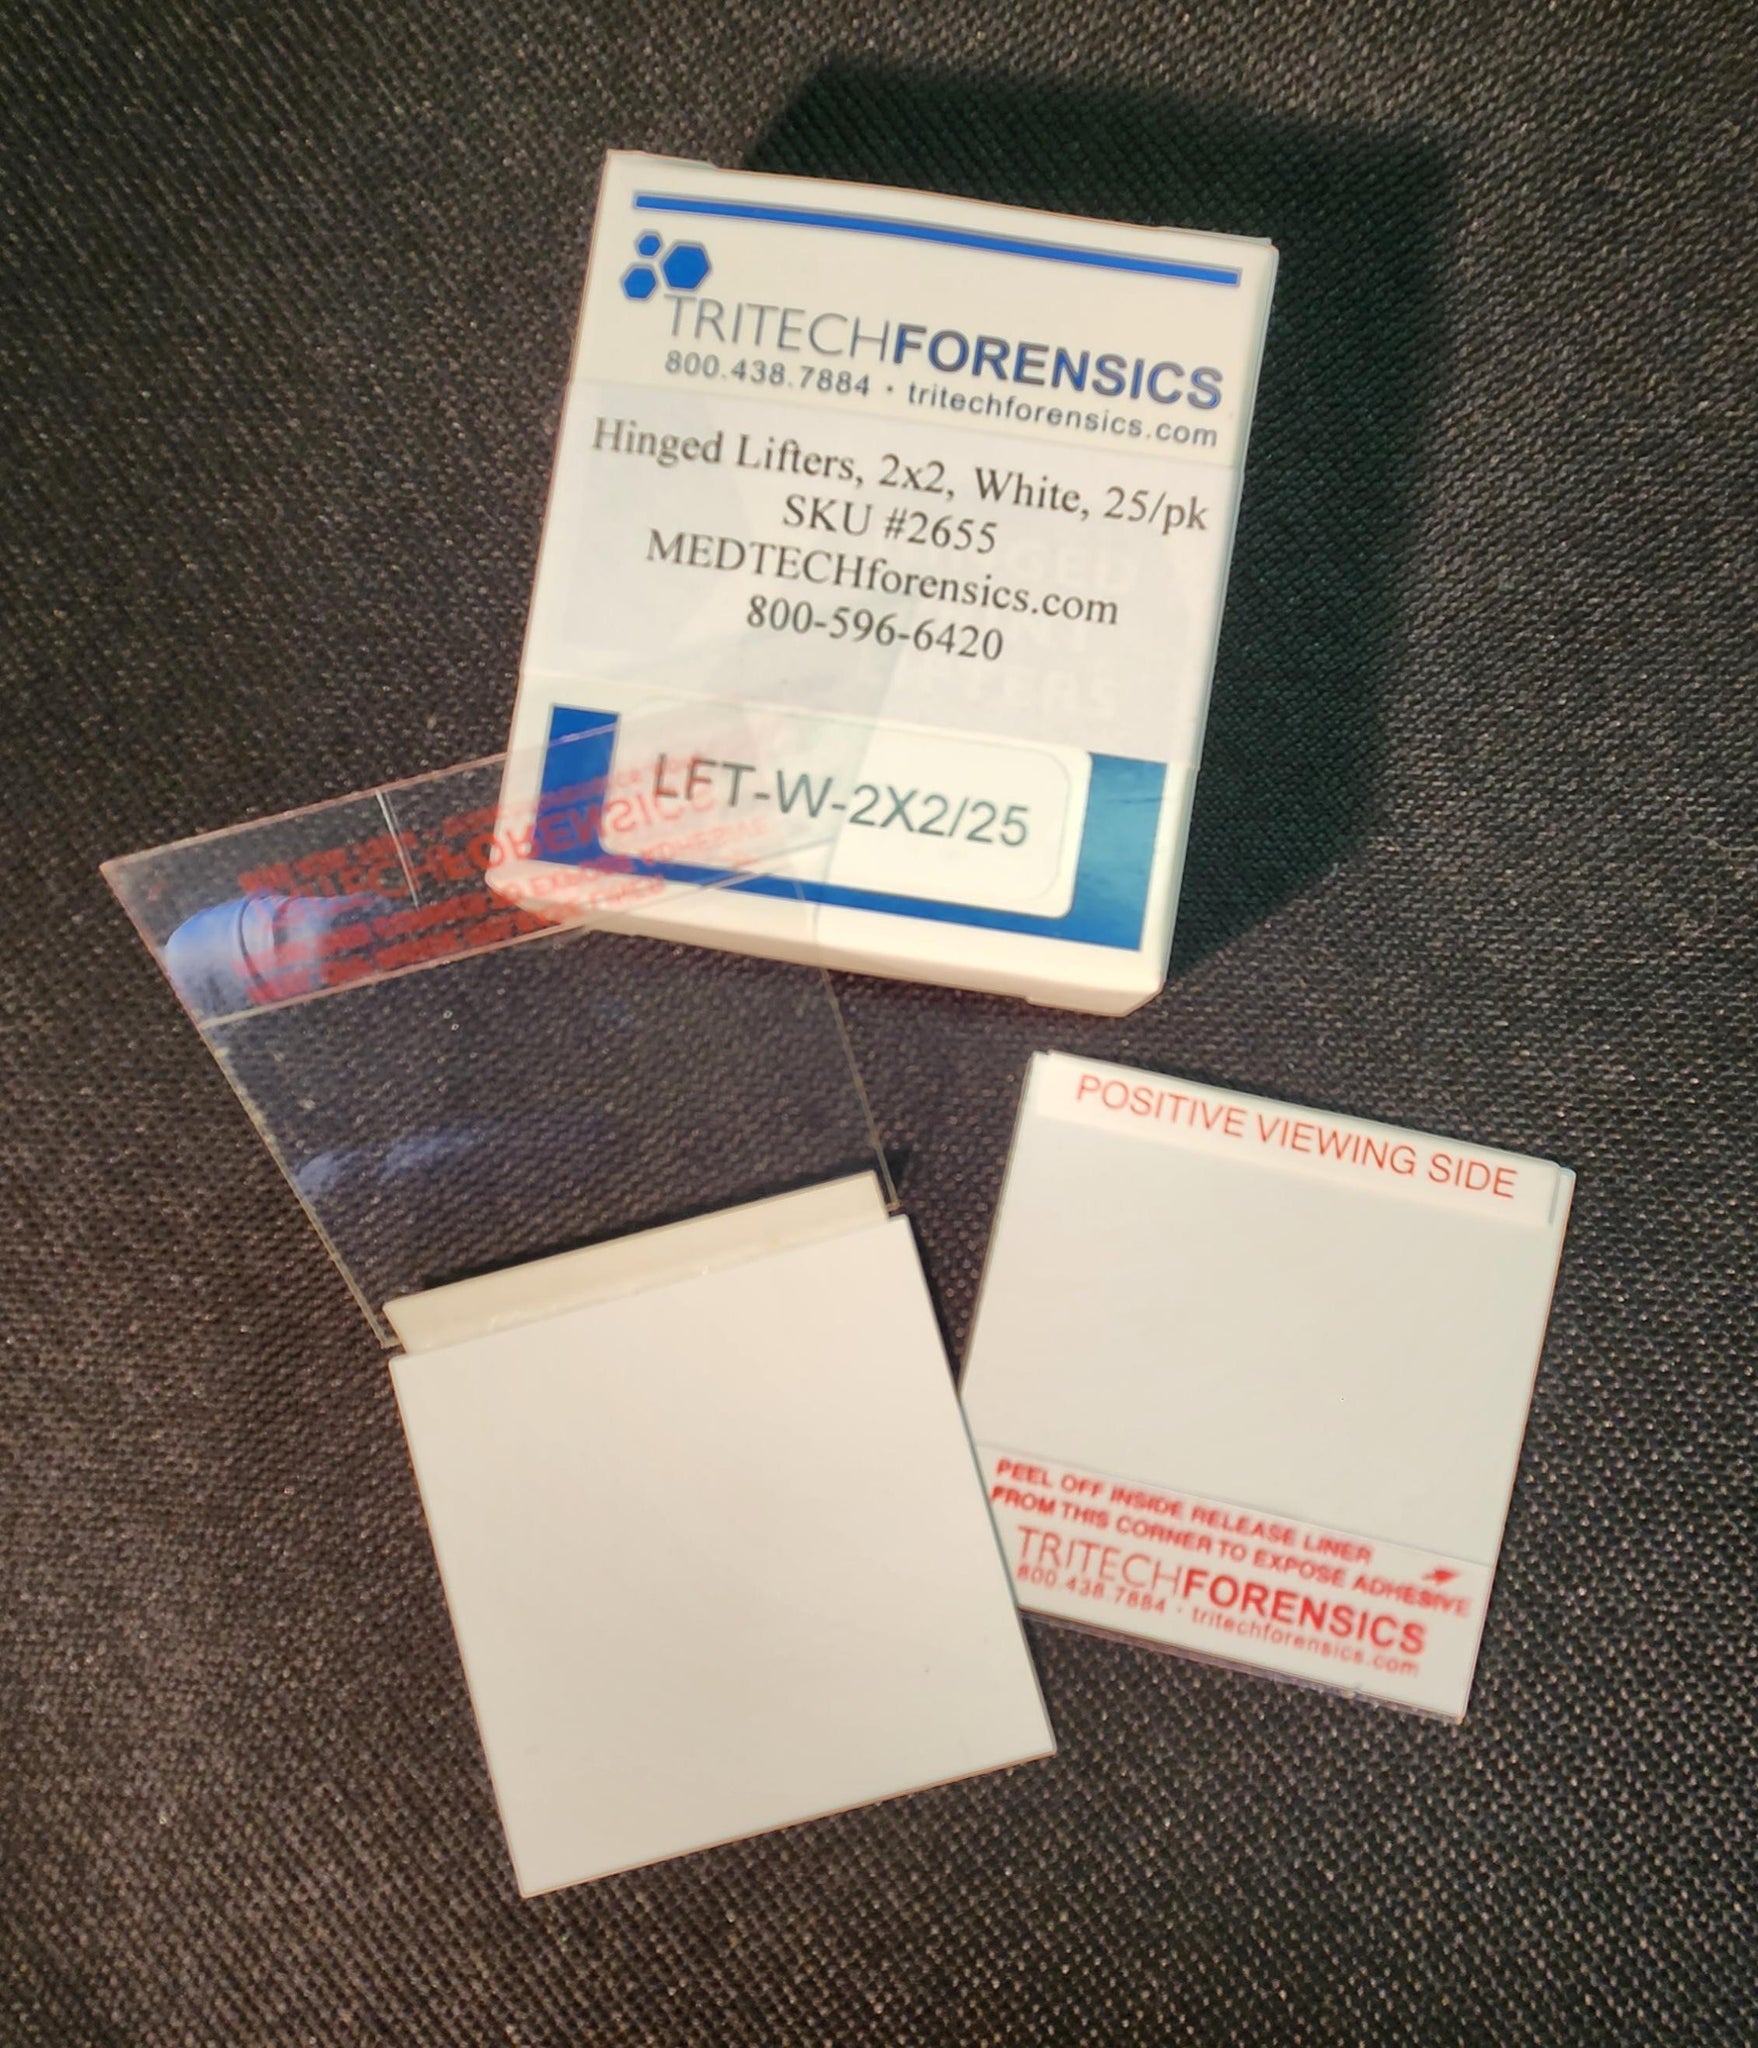 TRITECHFORENSICS
800.438.7884 • tritechforensics.com
Hinged Lifters, 2x2, White, 25/pk
SKU #2655
MEDTECHforensics.com
800-596-6420
LFT-W-2X2/25
POSITIVE VIEWING SIDE
PEEL OFF INSIDE RELEASE LINER
FROM THIS CORNER TO EXPOSE ADHESIVE
TRITECHFORENSICS
800.438.7884 • tritechforensics.com